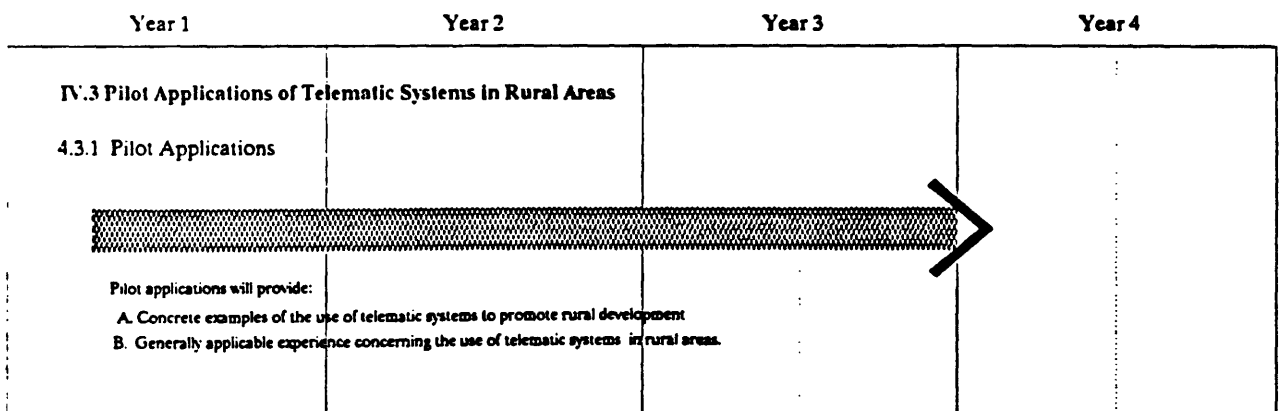 Year 1 Year 2 Year 3 Year 4
IV.3 Pilot Applications of Telematic Systems in Rural Areas
4.3.1 Pilot Applications
Pilot applications will provide:
A. Concrete examples of the use of telematic systems to promote rural development
B. Generally applicable experience concerning the use of telematic systems in rural areas.